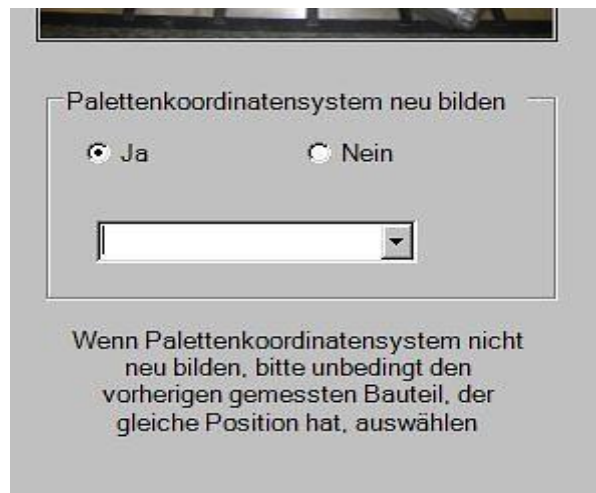 Palettenkoordinatensystem neu bilden
Ja
Nein
Wenn Palettenkoordinatensystem nicht
neu bilden, bitte unbedingt den
vorherigen gemessten Bauteil, der
gleiche Position hat, auswählen